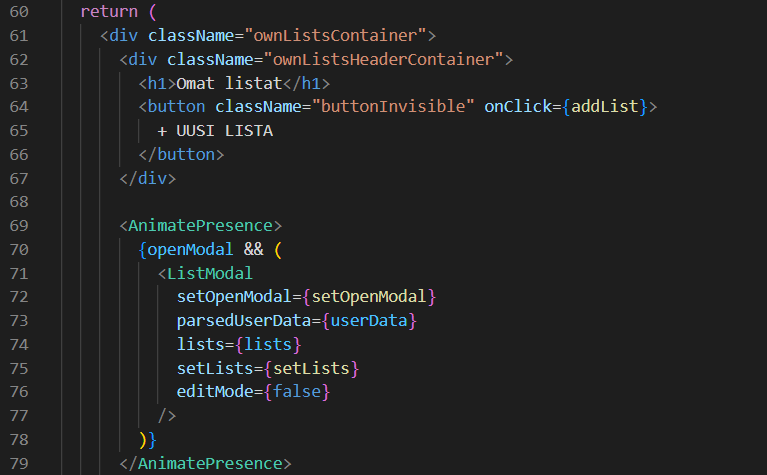 60 return (
61 <div className="ownListsContainer">
62 <div className="ownListsHeaderContainer">
63 <h1>Omat listat</h1>
64 <button className="buttonInvisible" onClick={addList}>
65 + UUSI LISTA
66 </button>
67 </div>
68
69 <AnimatePresence>
70 {openModal && (
71 <ListModal
72 setOpenModal={setOpenModal}
73 parsedUserData={userData}
74 lists={lists}
75 setLists={setLists}
76 editMode={false}
77 />
78 )}
79 </AnimatePresence>